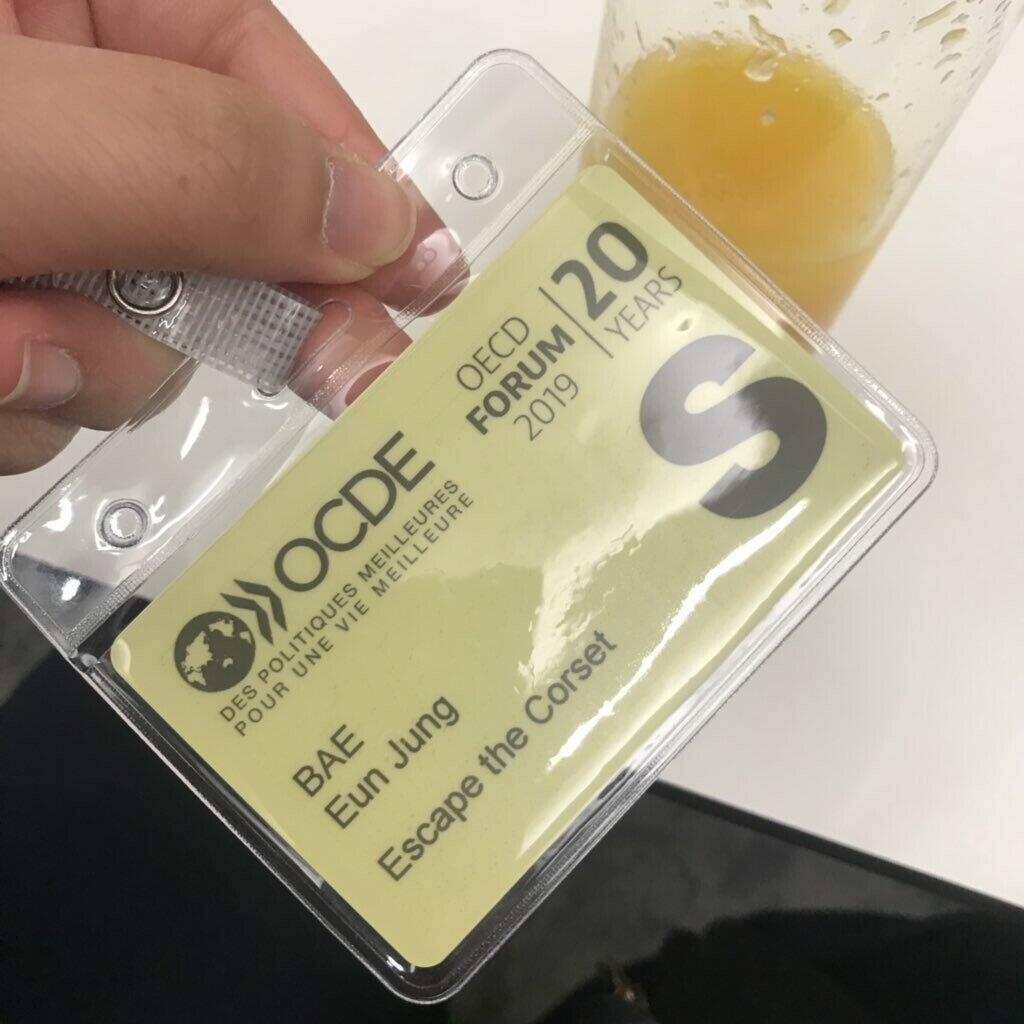 OCDE
DES POLITIQUES MEILLEURES
POUR UNE VIE MEILLEURE
OECD
FORUM
2019
20
YEARS
S
BAE
Eun Jung
Escape the Corset